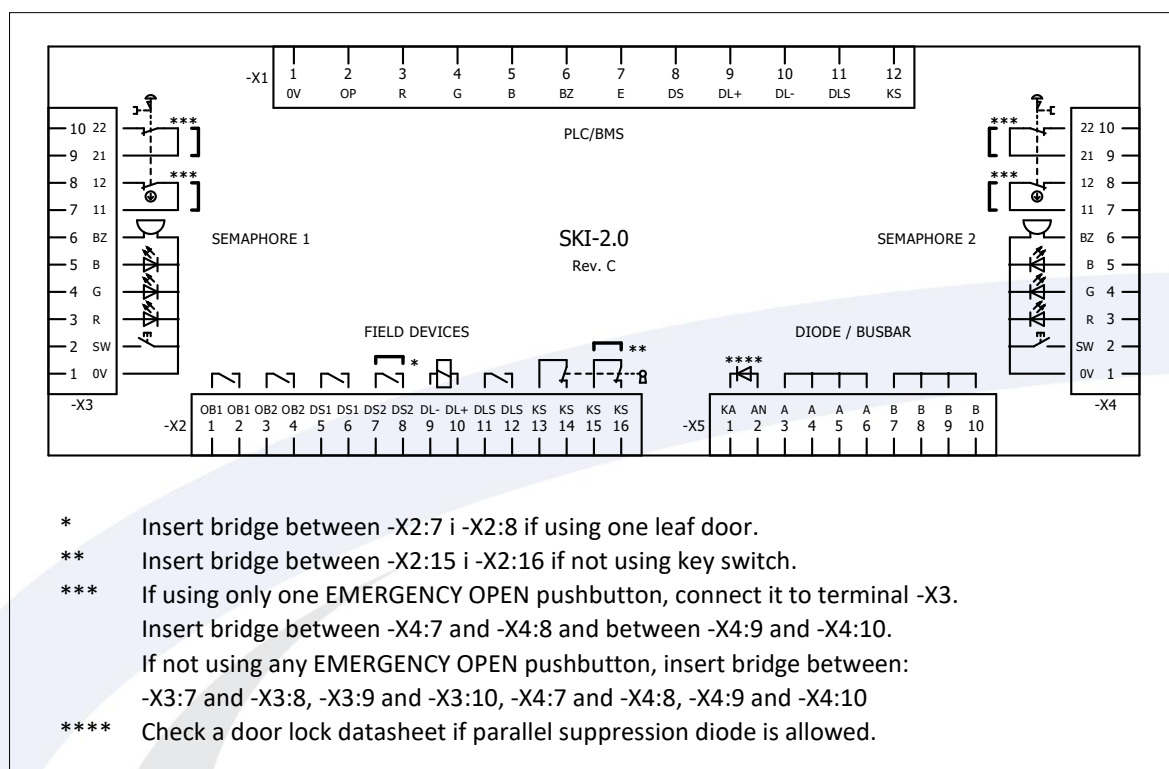 -X1 1 2 3 4 5 6 7 8 9 10 11 12
0V OP R G B BZ E DS DL+ DL- DLS KS
PLC/BMS
10 22 *** *** 22 10
9 21 21 9
8 12 *** *** 12 8
7 11 11 7
6 BZ SEMAPHORE 1 SKI-2.0 SEMAPHORE 2 BZ 6
5 B Rev. C B 5
4 G G 4
3 R FIELD DEVICES DIODE / BUSBAR R 3
2 SW * ** **** SW 2
1 0V 0V 1
-X3 -X4
OB1 OB1 OB2 OB2 DS1 DS1 DS2 DS2 DL- DL+ DLS DLS KS KS KS KS KA AN A A A A B B B B
-X2 1 2 3 4 5 6 7 8 9 10 11 12 13 14 15 16 -X5 1 2 3 4 5 6 7 8 9 10
* Insert bridge between -X2:7 i -X2:8 if using one leaf door.
** Insert bridge between -X2:15 i -X2:16 if not using key switch.
*** If using only one EMERGENCY OPEN pushbutton, connect it to terminal -X3.
Insert bridge between -X4:7 and -X4:8 and between -X4:9 and -X4:10.
If not using any EMERGENCY OPEN pushbutton, insert bridge between:
-X3:7 and -X3:8, -X3:9 and -X3:10, -X4:7 and -X4:8, -X4:9 and -X4:10
**** Check a door lock datasheet if parallel suppression diode is allowed.